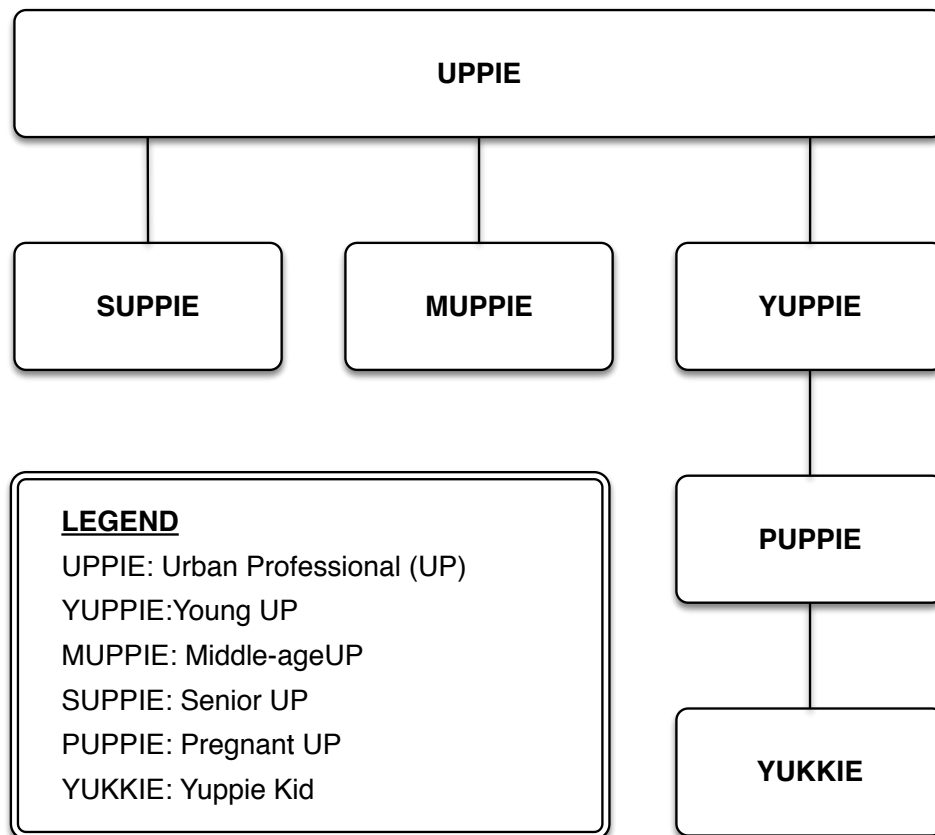 UPPIE
SUPPIE MUPPIE YUPPIE
PUPPIE
YUKKIE
LEGEND
UPPIE: Urban Professional (UP)
YUPPIE:Young UP
MUPPIE: Middle-ageUP
SUPPIE: Senior UP
PUPPIE: Pregnant UP
YUKKIE: Yuppie Kid